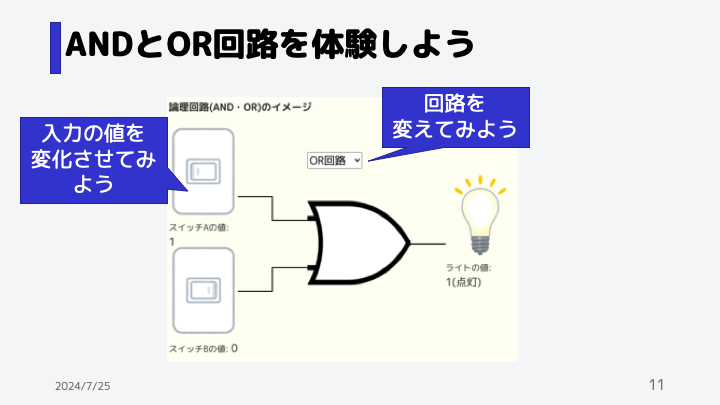 ANDとOR回路を体験しよう
論理回路(AND・OR)のイメージ
回路を
変えてみよう
入力の値を
変化させてみ
よう
OR回路
スイッチAの値:
1
ライトの値:
1(点灯)
スイッチBの値: 0
2024/7/25
11